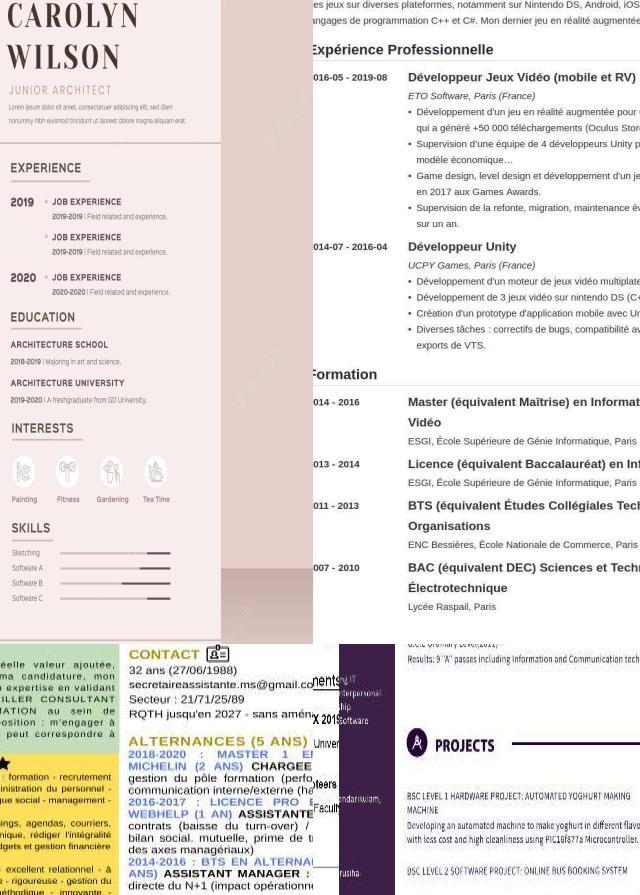 CAROLYN
WILSON
JUNIOR ARCHITECT
Lorem ipsum dolor sit amet, consectetuer adipiscing elit, sed diam
nonummy nibh euismod tincidunt ut laoreet dolore magna aliquam erat
EXPERIENCE
2019 JOB EXPERIENCE
2019-2019 | Field related and experience.
JOB EXPERIENCE
2019-2019 | Field related and experience.
2020 JOB EXPERIENCE
2020-2020 | Field related and experience.
EDUCATION
ARCHITECTURE SCHOOL
2018-2019 | Majoring in art and science.
ARCHITECTURE UNIVERSITY
2019-2020 | A freshgraduate from GD University.
INTERESTS
Painting Fitness Gardening Tea Time
SKILLS
Sketching
Software A
Software B
Software C
es jeux sur diverses plateformes, notamment sur Nintendo DS, Android, iOS
angages de programmation C++ et C#. Mon dernier jeu en réalité augmentée
Expérience Professionnelle
016-05 - 2019-08 Développeur Jeux Vidéo (mobile et RV)
ETO Software, Paris (France)
• Développement d'un jeu en réalité augmentée pour
qui a généré +50 000 téléchargements (Oculus Stor
• Supervision d'une équipe de 4 développeurs Unity p
modèle économique…
• Game design, level design et développement d'un je
en 2017 aux Games Awards.
• Supervision de la refonte, migration, maintenance év
sur un an.
014-07 - 2016-04 Développeur Unity
UCPY Games, Paris (France)
• Développement d'un moteur de jeux vidéo multiplate
• Développement de 3 jeux vidéo sur nintendo DS (C+
• Création d'un prototype d'application mobile avec Un
• Diverses tâches : correctifs de bugs, compatibilité av
exports de VTS.
Formation
014 - 2016 Master (équivalent Maîtrise) en Informat
Vidéo
ESGI, École Supérieure de Génie Informatique, Paris
013 - 2014 Licence (équivalent Baccalauréat) en Inf
ESGI, École Supérieure de Génie Informatique, Paris
011 - 2013 BTS (équivalent Études Collégiales Tech
Organisations
ENC Bessières, École Nationale de Commerce, Paris
007 - 2010 BAC (équivalent DEC) Sciences et Techn
Électrotechnique
Lycée Raspail, Paris
éelle valeur ajoutée,
ma candidature, mon
expertise en validant
ILLER CONSULTANT
MATION au sein de
position : m'engager à
peut correspondre à
: formation - recrutement
ministration du personnel -
gue social - management -
ings, agendas, courriers,
nique, rédiger l'intégralité
dgets et gestion financière
excellent relationnel - à
- rigoureuse - gestion du
éthodique - innovante -
CONTACT
32 ans (27/06/1988)
secretaireassistante.ms@gmail.co
Secteur : 21/71/25/89
RQTH jusqu'en 2027 - sans amén
ALTERNANCES (5 ANS)
2018-2020 : MASTER 1 E
MICHELIN (2 ANS) CHARGEE
gestion du pôle formation (perfo
communication interne/externe (he
2016-2017 : LICENCE PRO E
WEBHELP (1 AN) ASSISTANTE
contrats (baisse du turn-over) /
bilan social. mutuelle, prime de t
des axes managériaux)
2014-2016 : BTS EN ALTERNA
ANS) ASSISTANT MANAGER :
directe du N+1 (impact opérationne
ments
ng IT
nterpersonal
ship
X 2019
Software
Univer
teers
andarikulam,
Facult
rusha-
G.C.E Ordinary Level(2011)
Results: 9 "A" passes including Information and Communication tech
PROJECTS
BSC LEVEL 1 HARDWARE PROJECT: AUTOMATED YOGHURT MAKING
MACHINE
Developing an automated machine to make yoghurt in different flavo
with less cost and high cleanliness using PIC16f877a Microcontroller.
BSC LEVEL 2 SOFTWARE PROJECT: ONLINE BUS BOOKING SYSTEM